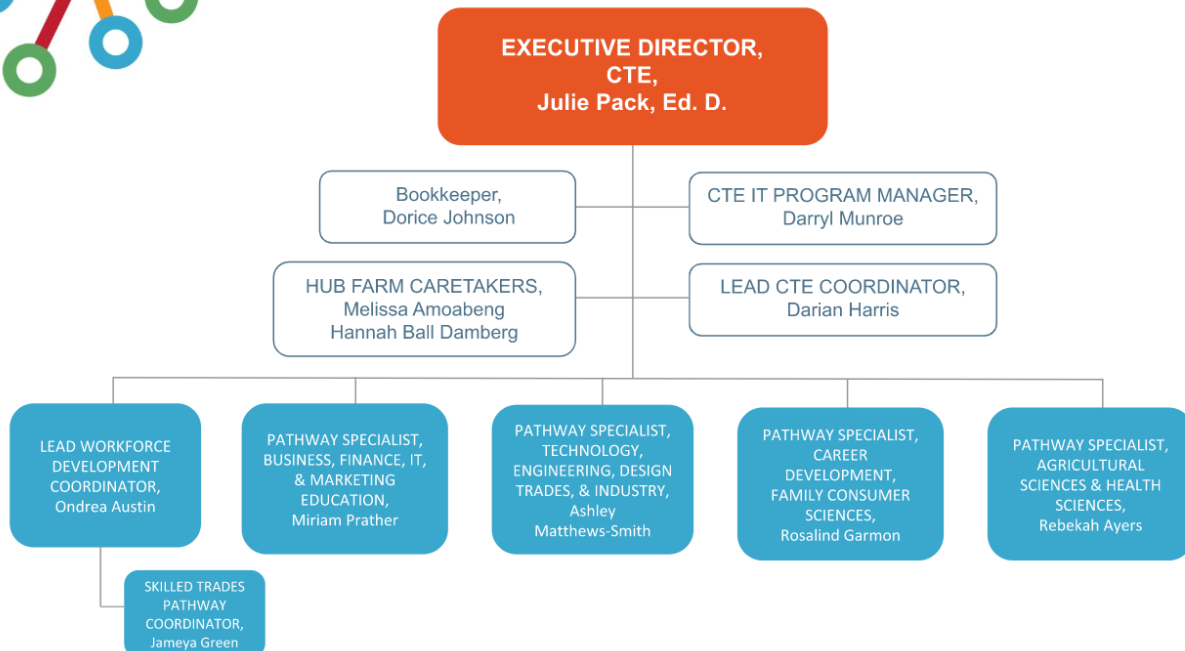 EXECUTIVE DIRECTOR,
CTE,
Julie Pack, Ed. D.
Bookkeeper,
Dorice Johnson
CTE IT PROGRAM MANAGER,
Darryl Munroe
HUB FARM CARETAKERS,
Melissa Amoabeng
Hannah Ball Damberg
LEAD CTE COORDINATOR,
Darian Harris
LEAD WORKFORCE
DEVELOPMENT
COORDINATOR,
Ondrea Austin
PATHWAY SPECIALIST,
BUSINESS, FINANCE, IT,
& MARKETING
EDUCATION,
Miriam Prather
PATHWAY SPECIALIST,
TECHNOLOGY,
ENGINEERING, DESIGN
TRADES, & INDUSTRY,
Ashley
Matthews-Smith
PATHWAY SPECIALIST,
CAREER
DEVELOPMENT,
FAMILY CONSUMER
SCIENCES,
Rosalind Garmon
PATHWAY SPECIALIST,
AGRICULTURAL
SCIENCES & HEALTH
SCIENCES,
Rebekah Ayers
SKILLED TRADES
PATHWAY
COORDINATOR,
Jameya Green